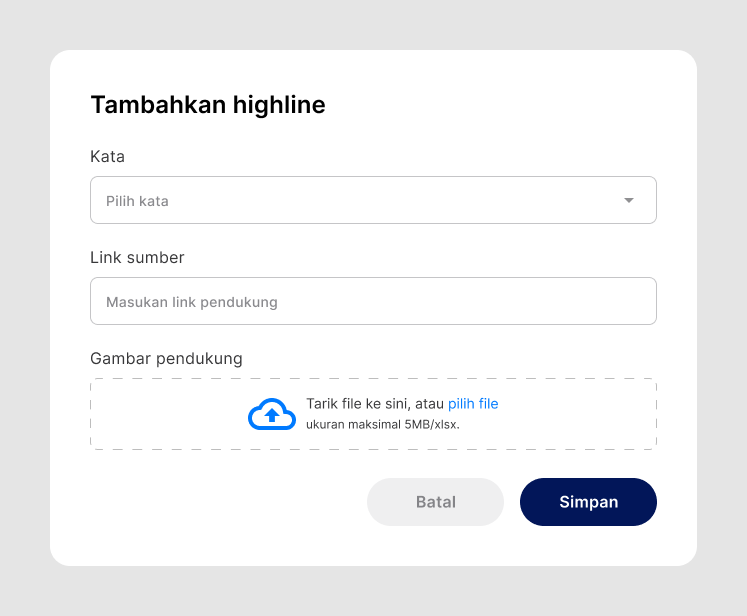 Tambahkan highline
Kata
Pilih kata
Link sumber
Masukan link pendukung
Gambar pendukung
Tarik file ke sini, atau pilih file
ukuran maksimal 5MB/xlsx.
Batal
Simpan